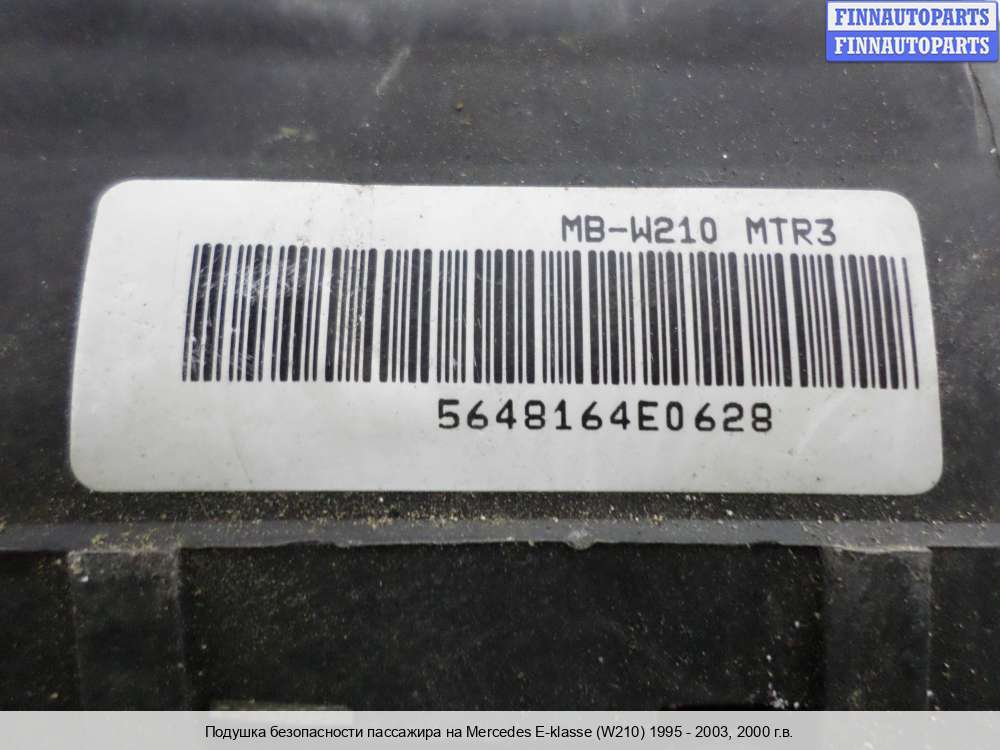 FINNAUTOPARTS
FINNAUTOPARTS
MB-W210 MTR3
5648164E0628
Подушка безопасности пассажира на Mercedes E-klasse (W210) 1995 - 2003, 2000 г.в.